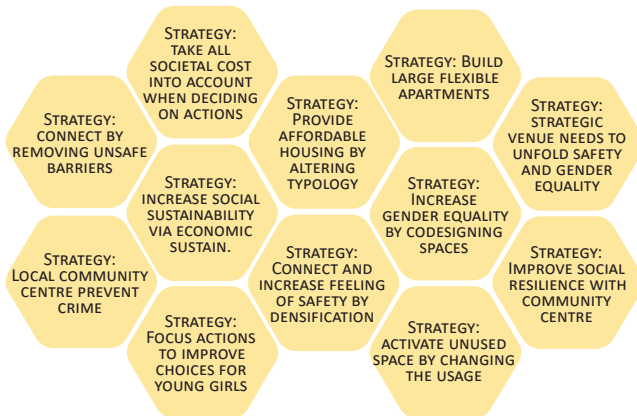 Strategy:
take all
societal cost
into account
when deciding
on actions
Strategy: Build
large flexible
apartments
Strategy:
connect by
removing unsafe
barriers
Strategy:
Provide
affordable
housing by
altering
typology
Strategy:
strategic
venue needs to
unfold safety
and gender
equality
Strategy:
increase social
sustainability
via economic
sustain.
Strategy:
Increase
gender equality
by codesigning
spaces
Strategy:
Local community
centre prevent
crime
Strategy:
Connect and
increase feeling
of safety by
densification
Strategy:
Improve social
resilience with
community
centre
Strategy:
Focus actions
to improve
choices for
young girls
Strategy:
activate unused
space by changing
the usage